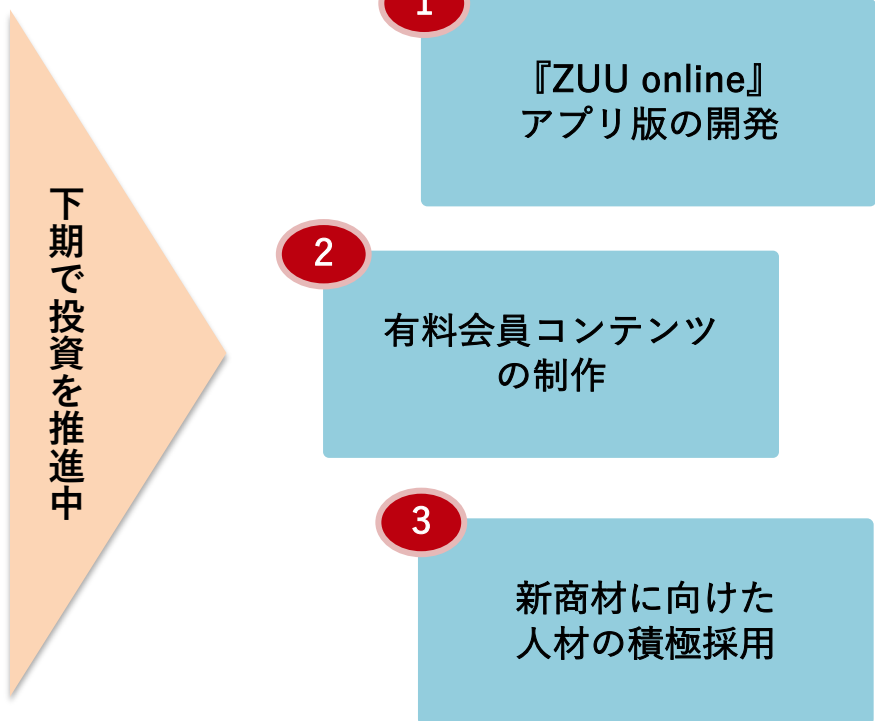 下期で投資を推進中
1
『ZUU online』
アプリ版の開発
2
有料会員コンテンツ
の制作
3
新商材に向けた
人材の積極採用